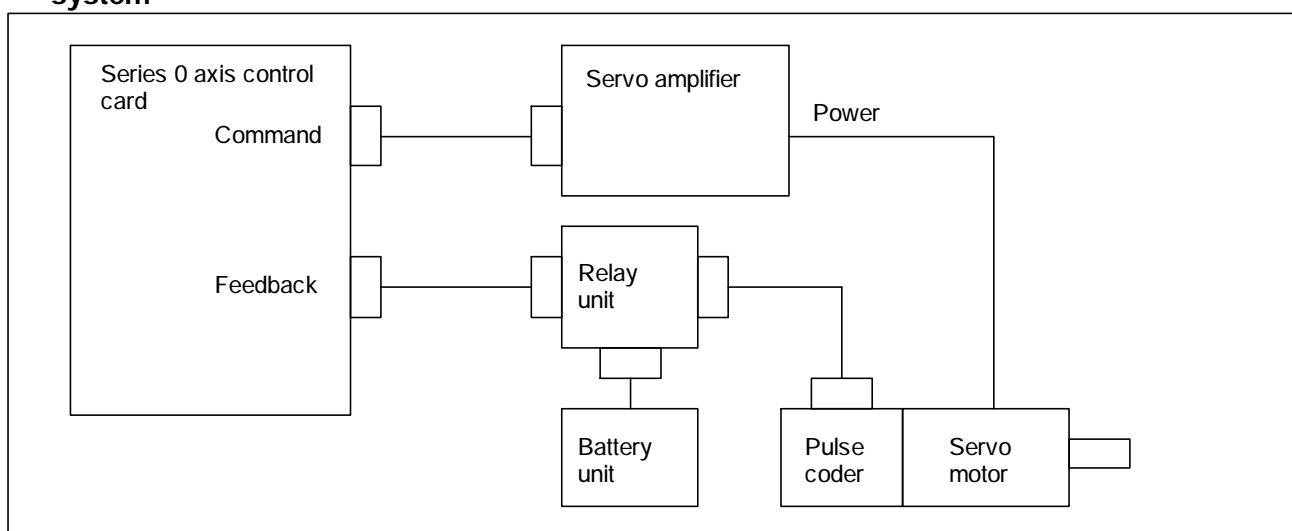 system
Series 0 axis control
card
Command
Feedback
Servo amplifier
Power
Relay
unit
Battery
unit
Pulse
coder
Servo
motor